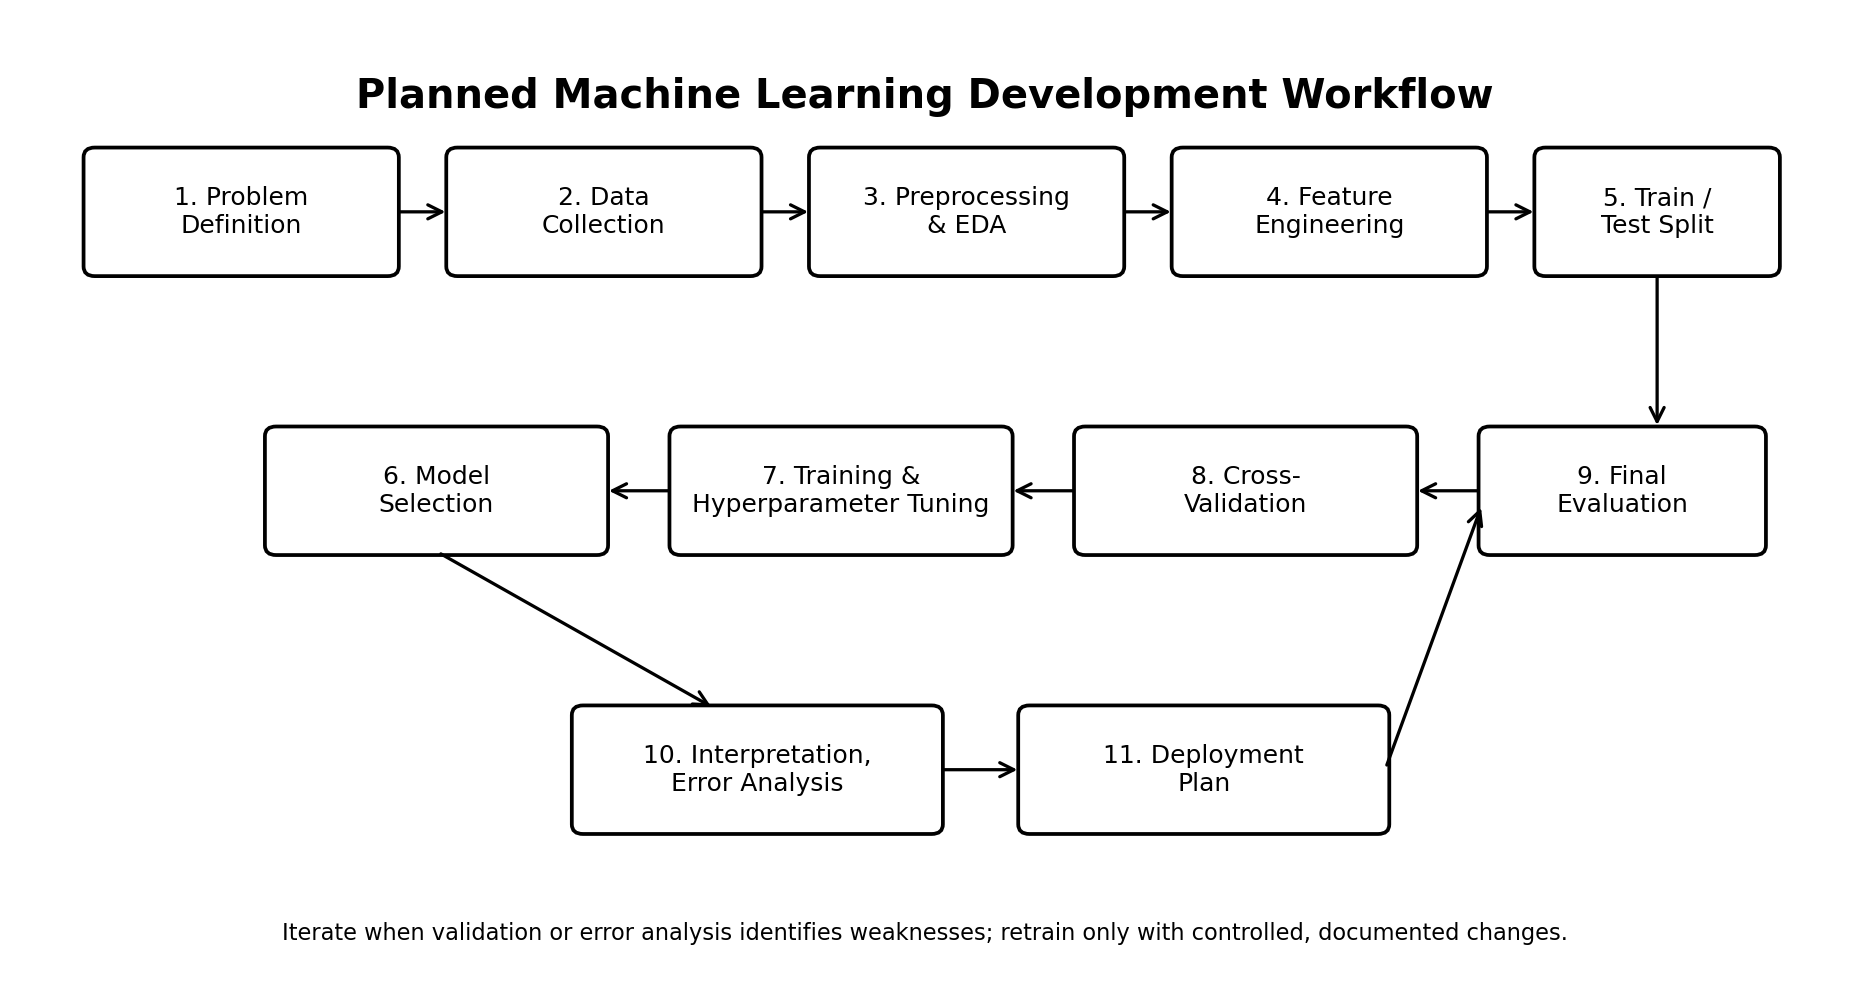 Planned Machine Learning Development Workflow
1. Problem
Definition
2. Data
Collection
3. Preprocessing
& EDA
4. Feature
Engineering
5. Train /
Test Split
6. Model
Selection
7. Training &
Hyperparameter Tuning
8. Cross-
Validation
9. Final
Evaluation
10. Interpretation,
Error Analysis
11. Deployment
Plan
Iterate when validation or error analysis identifies weaknesses; retrain only with controlled, documented changes.